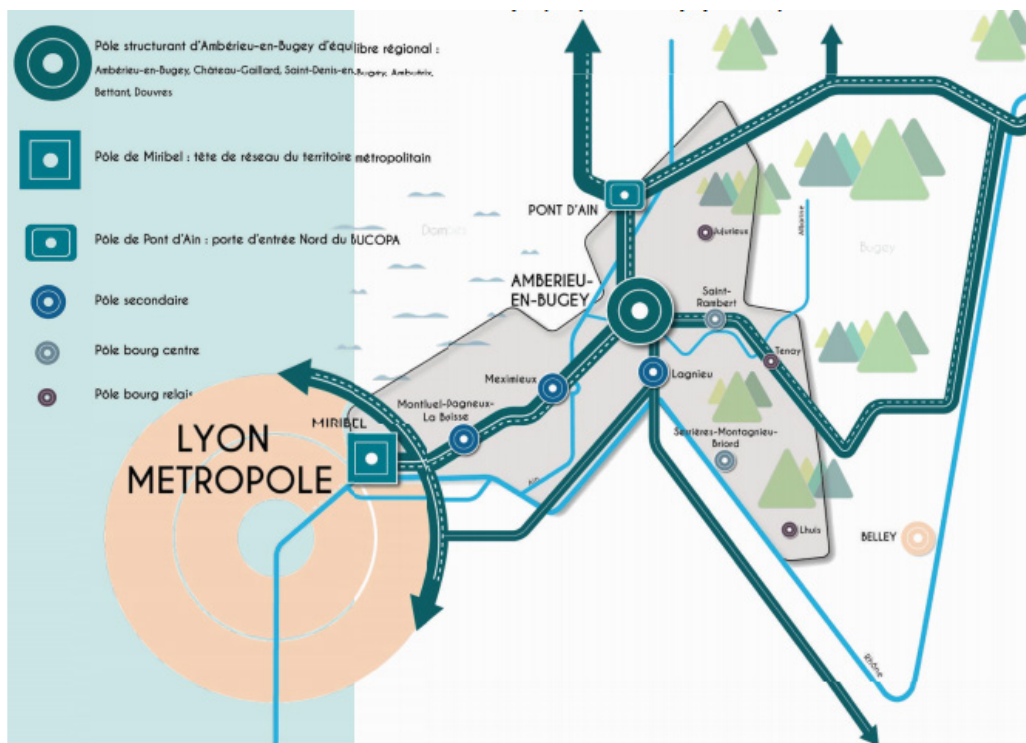 Pôle structurant d'Ambérieu-en-Bugey d'équilibre régional :
Ambérieu-en-Bugey, Château-Gaillard, Saint-Denis-en-Bugey, Ambutrix,
Bettant, Douvres
Pôle de Miribel : tête de réseau du territoire métropolitain
Pôle de Pont d'Ain : porte d'entrée Nord du BUCOPA
Pôle secondaire
Pôle bourg centre
Pôle bourg relais
PONT D'AIN
Dombes
Jujurieux
Albarine
Bugey
AMBERIEU-
EN-BUGEY
Saint-
Rambert
Tenay
Meximieux
Lagnieu
Montluel-Dagneux-
La Boisse
MIRIBEL
LYON
METROPOLE
Serrières-Montagnieu-
Briord
Ain
Lhuis
BELLEY
Rhône